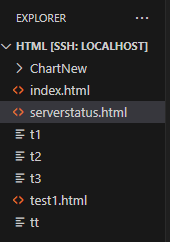 EXPLORER
HTML [SSH: LOCALHOST]
ChartNew
index.html
serverstatus.html
t1
t2
t3
test1.html
tt